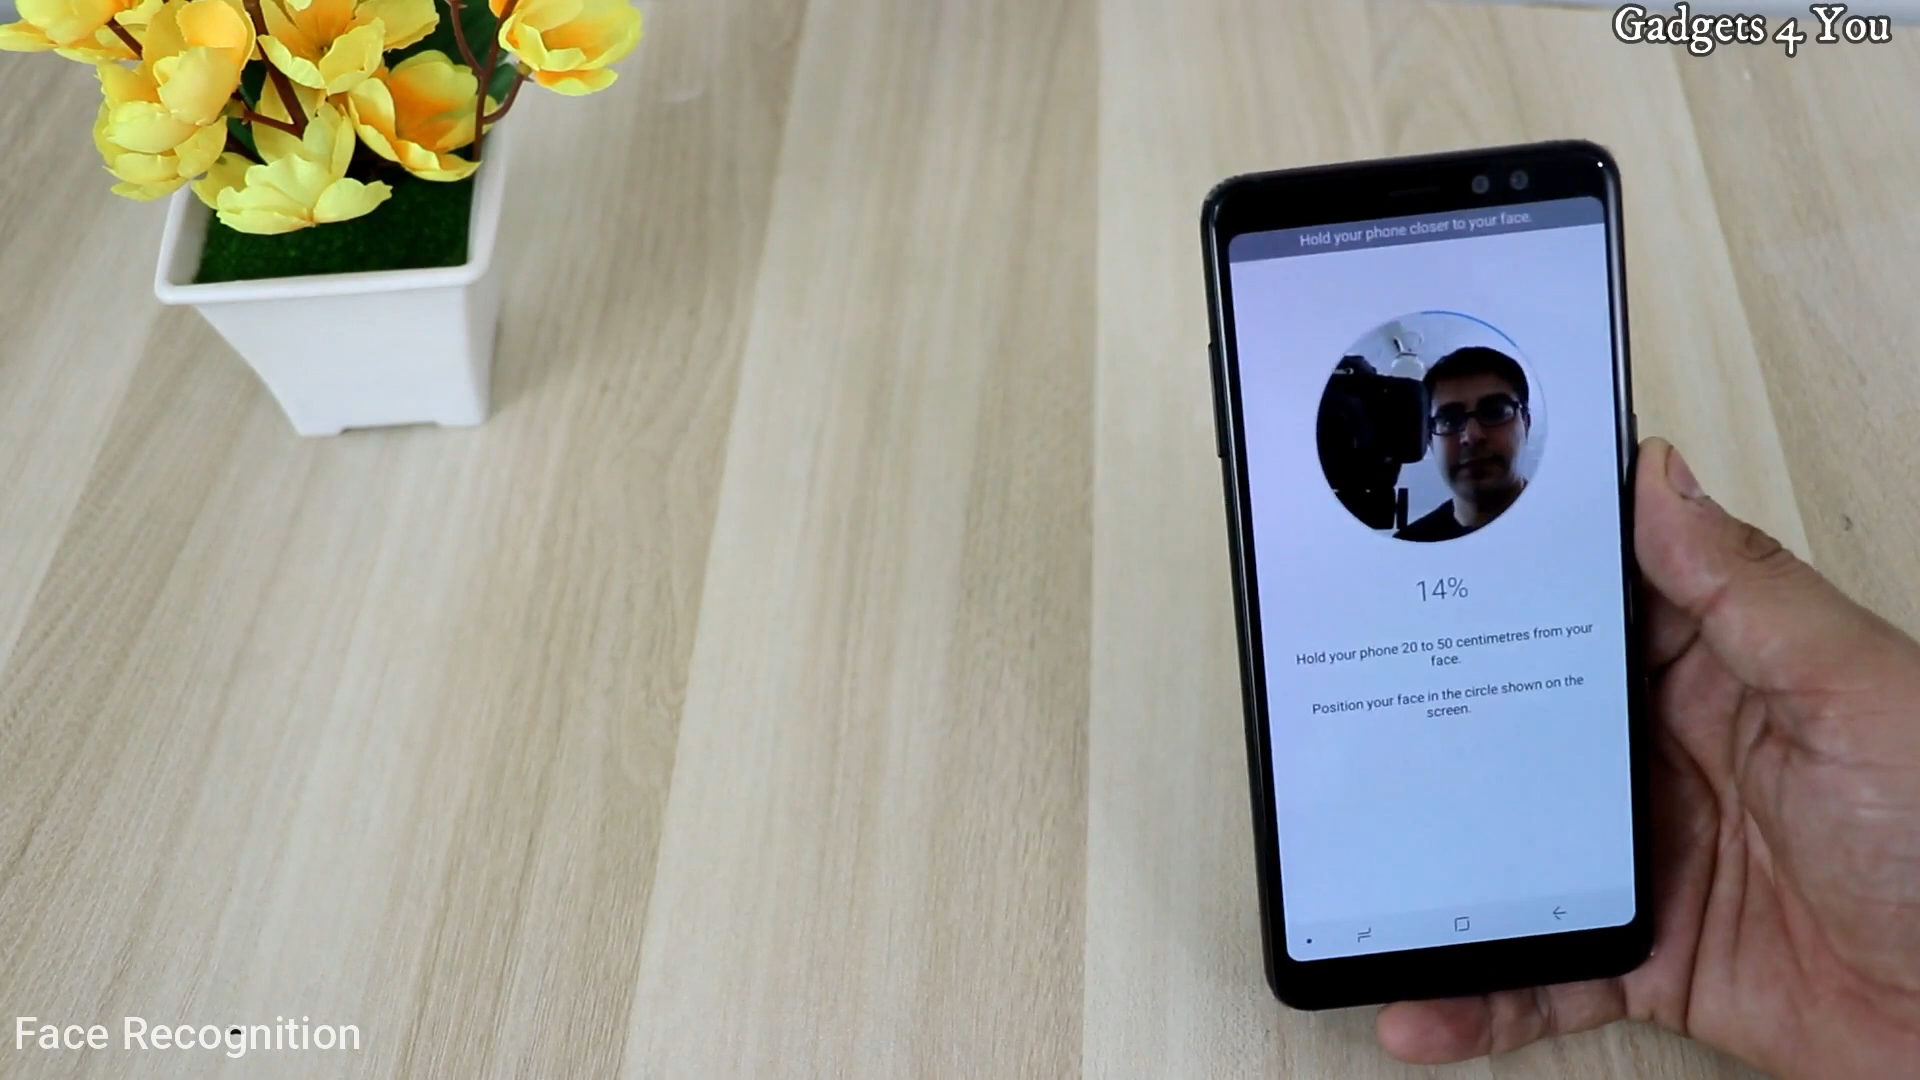 Gadgets 4 You
Hold your phone closer to your face.
14%
Hold your phone 20 to 50 centimetres from your
face.
Position your face in the circle shown on the
screen.
Face Recognition